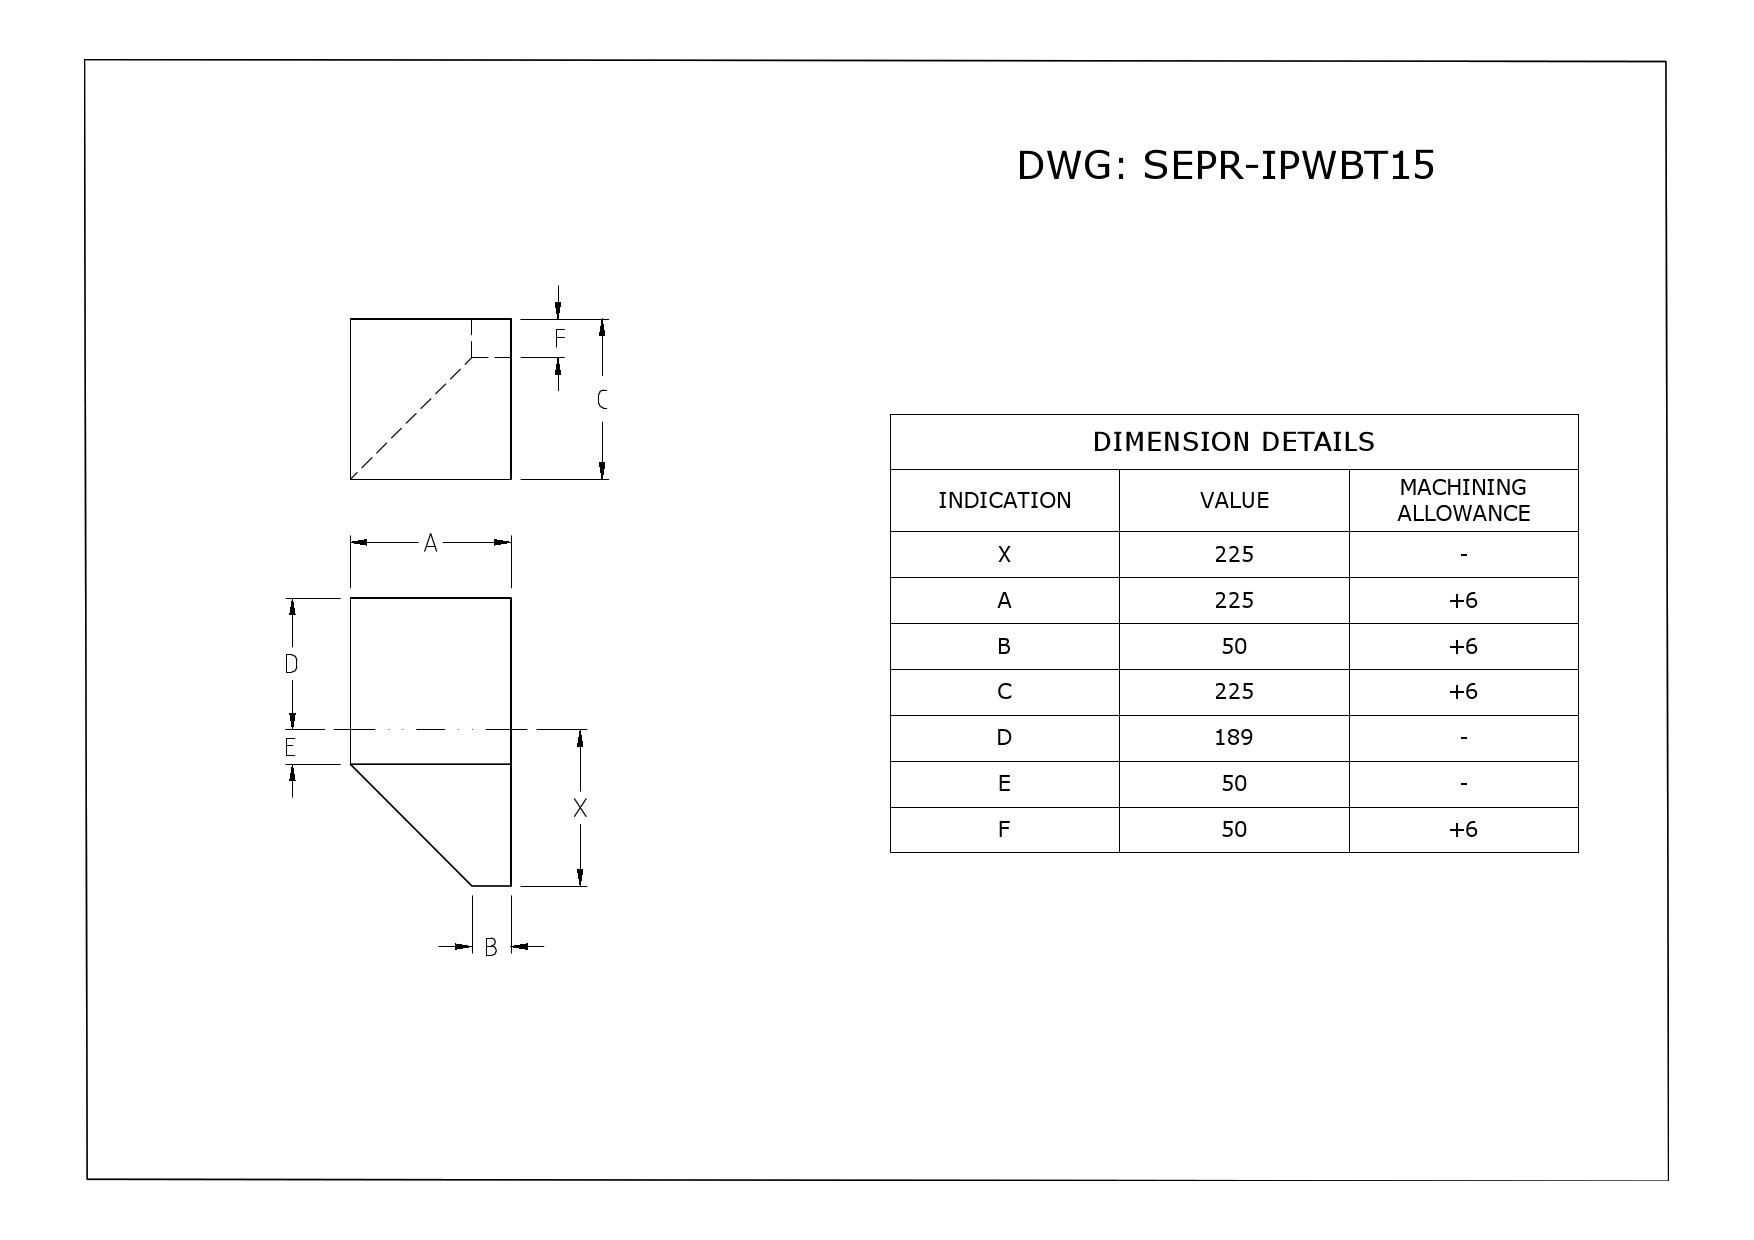 DWG: SEPR-IPWBT15
F
C
A
D
E
X
B
DIMENSION DETAILS
INDICATION VALUE MACHINING ALLOWANCE
X 225 -
A 225 +6
B 50 +6
C 225 +6
D 189 -
E 50 -
F 50 +6